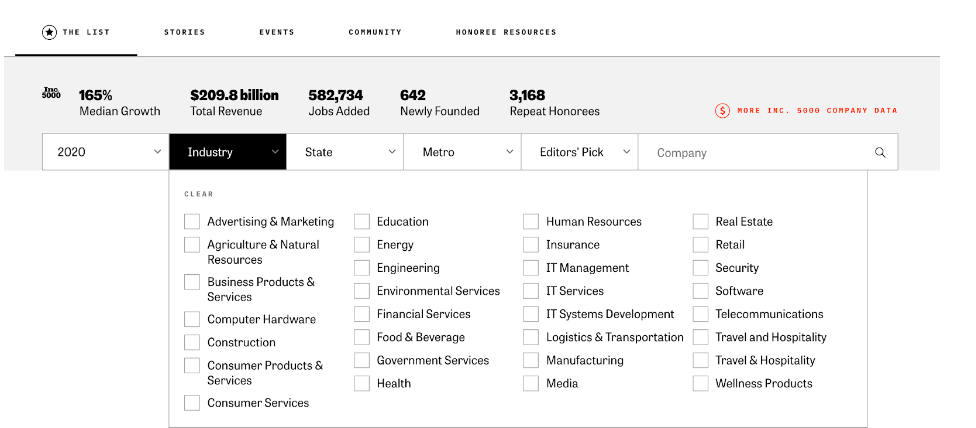 THE LIST STORIES EVENTS COMMUNITY HONOREE RESOURCES
Inc. 5000
165% $209.8 billion 582,734 642 3,168
Median Growth Total Revenue Jobs Added Newly Founded Repeat Honorees
$ MORE INC. 5000 COMPANY DATA
2020 Industry State Metro Editors' Pick Company
CLEAR
Advertising & Marketing
Agriculture & Natural
Resources
Business Products &
Services
Computer Hardware
Construction
Consumer Products &
Services
Consumer Services
Education
Energy
Engineering
Environmental Services
Financial Services
Food & Beverage
Government Services
Health
Human Resources
Insurance
IT Management
IT Services
IT Systems Development
Logistics & Transportation
Manufacturing
Media
Real Estate
Retail
Security
Software
Telecommunications
Travel and Hospitality
Travel & Hospitality
Wellness Products